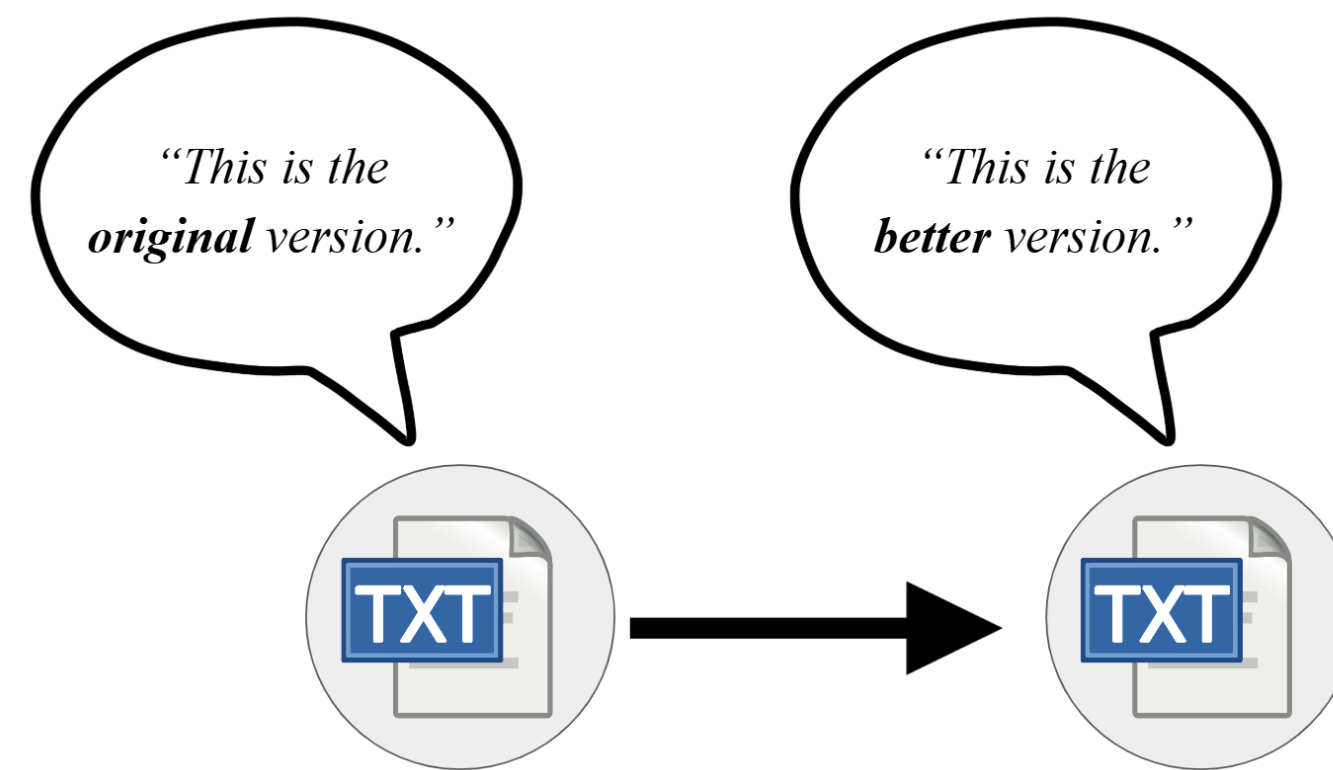 “This is the
original version.”
“This is the
better version.”
TXT
TXT